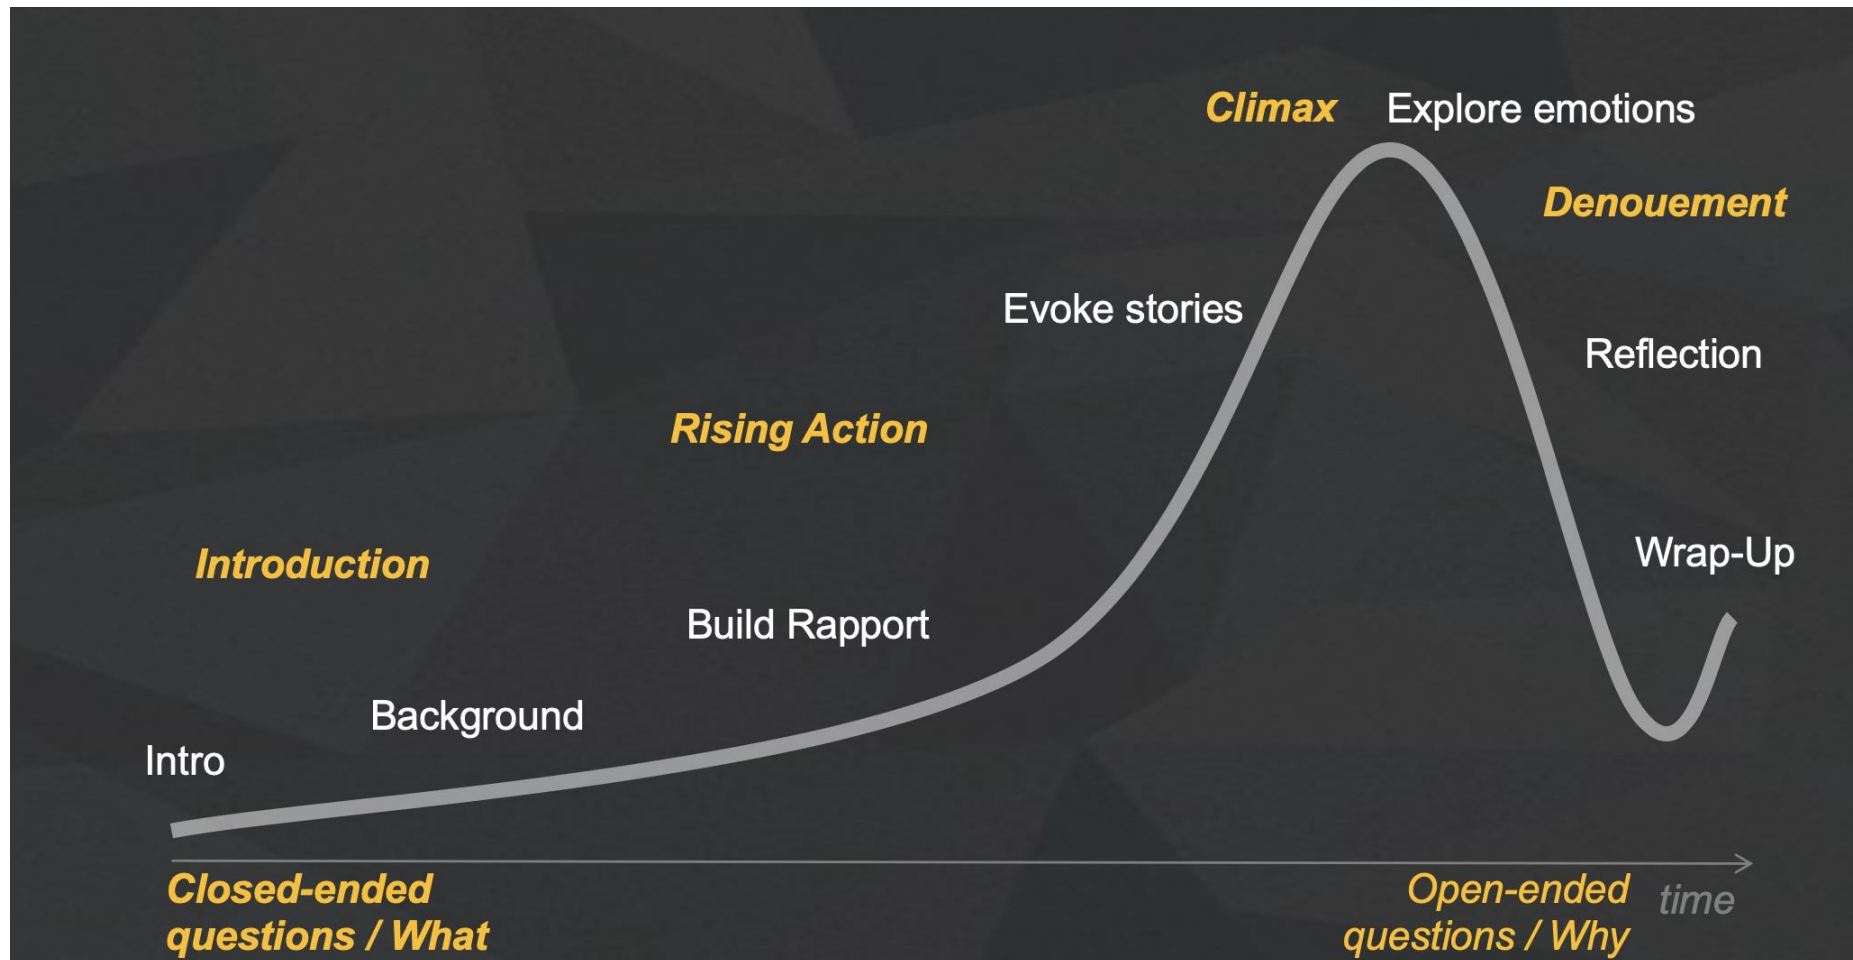 Climax Explore emotions
Denouement
Evoke stories
Reflection
Rising Action
Introduction
Wrap-Up
Build Rapport
Background
Intro
Closed-ended
questions / What
Open-ended
questions / Why
time